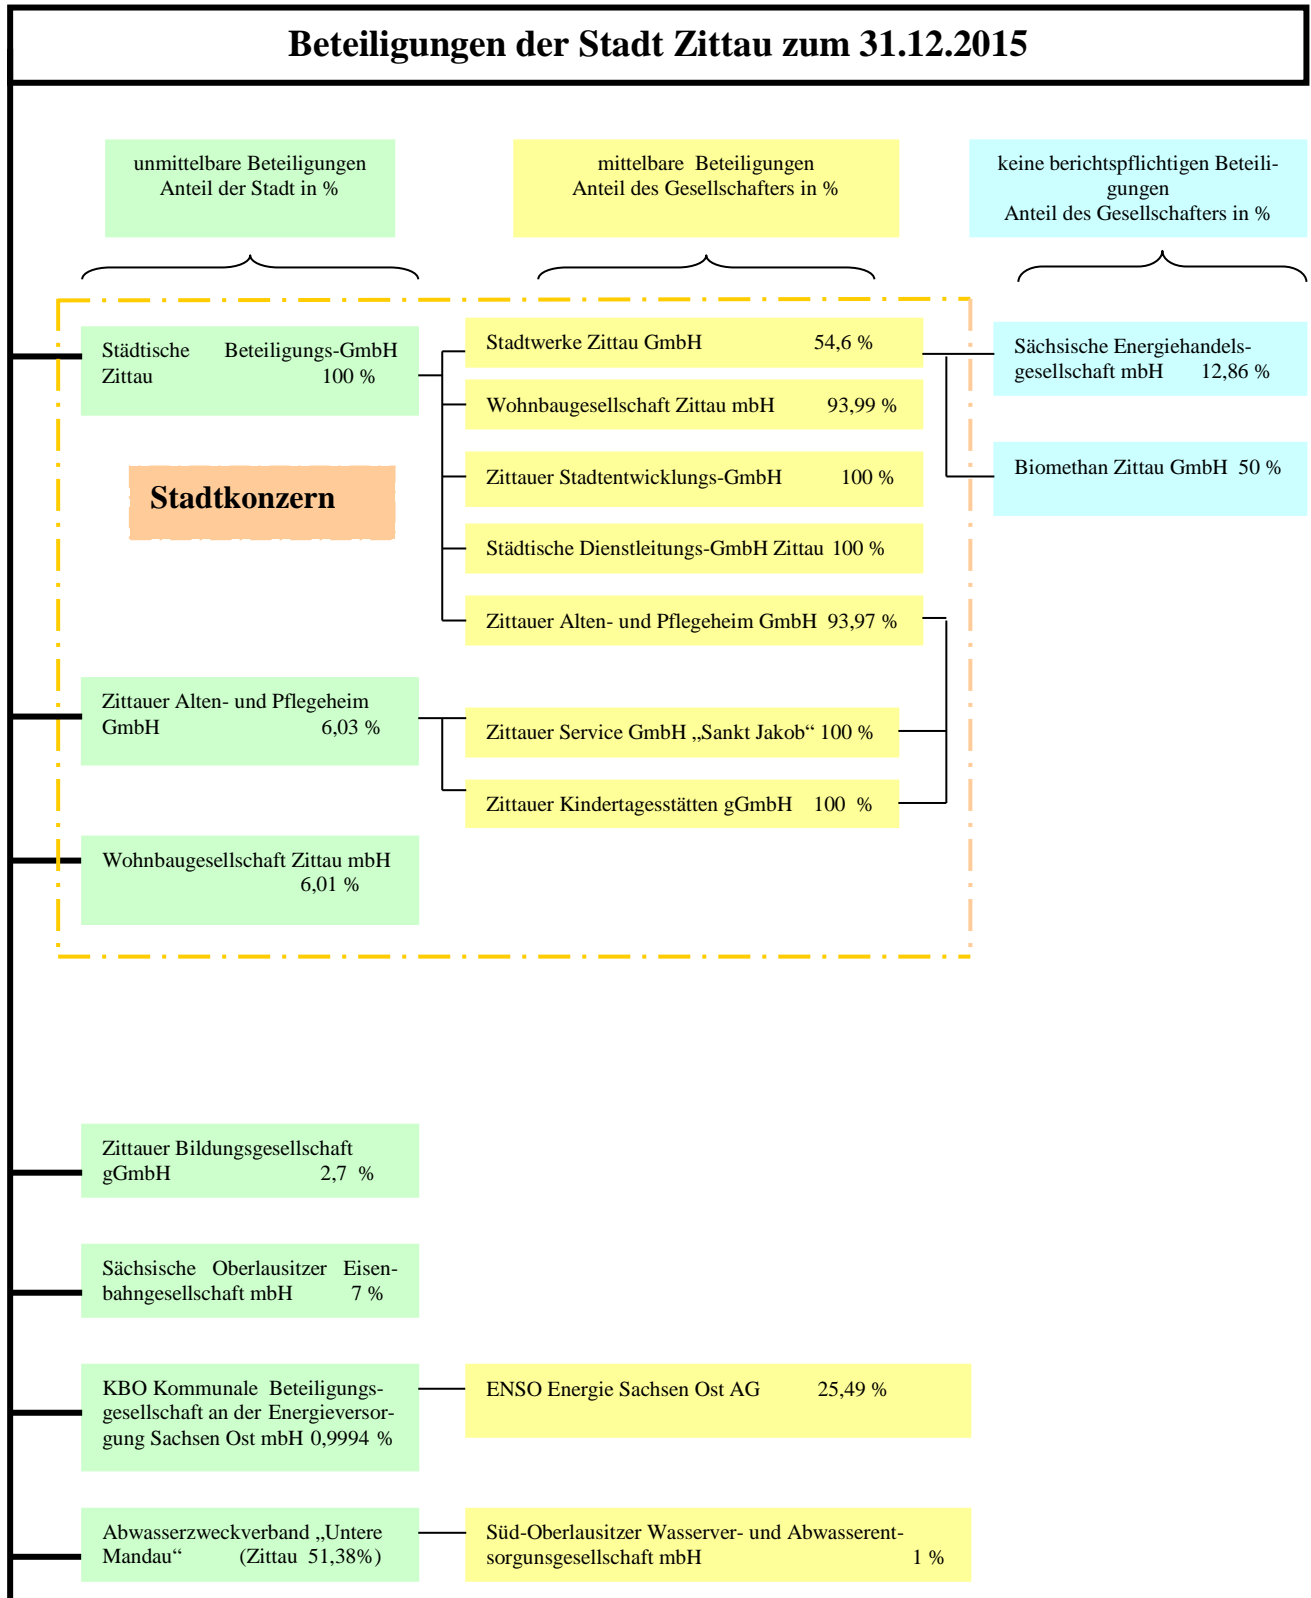 Beteiligungen der Stadt Zittau zum 31.12.2015
unmittelbare Beteiligungen
Anteil der Stadt in %
mittelbare Beteiligungen
Anteil des Gesellschafters in %
keine berichtspflichtigen Beteili-
gungen
Anteil des Gesellschafters in %
Städtische Beteiligungs-GmbH
Zittau 100 %
Stadtwerke Zittau GmbH 54,6 %
Sächsische Energiehandels-
gesellschaft mbH 12,86 %
Wohnbaugesellschaft Zittau mbH 93,99 %
Biomethan Zittau GmbH 50 %
Zittauer Stadtentwicklungs-GmbH 100 %
Stadtkonzern
Städtische Dienstleitungs-GmbH Zittau 100 %
Zittauer Alten- und Pflegeheim GmbH 93,97 %
Zittauer Alten- und Pflegeheim
GmbH 6,03 %
Zittauer Service GmbH „Sankt Jakob“ 100 %
Zittauer Kindertagesstätten gGmbH 100 %
Wohnbaugesellschaft Zittau mbH
6,01 %
Zittauer Bildungsgesellschaft
gGmbH 2,7 %
Sächsische Oberlausitzer Eisen-
bahngesellschaft mbH 7 %
KBO Kommunale Beteiligungs-
gesellschaft an der Energieversor-
gung Sachsen Ost mbH 0,9994 %
ENSO Energie Sachsen Ost AG 25,49 %
Abwasserzweckverband „Untere
Mandau“ (Zittau 51,38%)
Süd-Oberlausitzer Wasserver- und Abwasserent-
sorgunsgesellschaft mbH 1 %